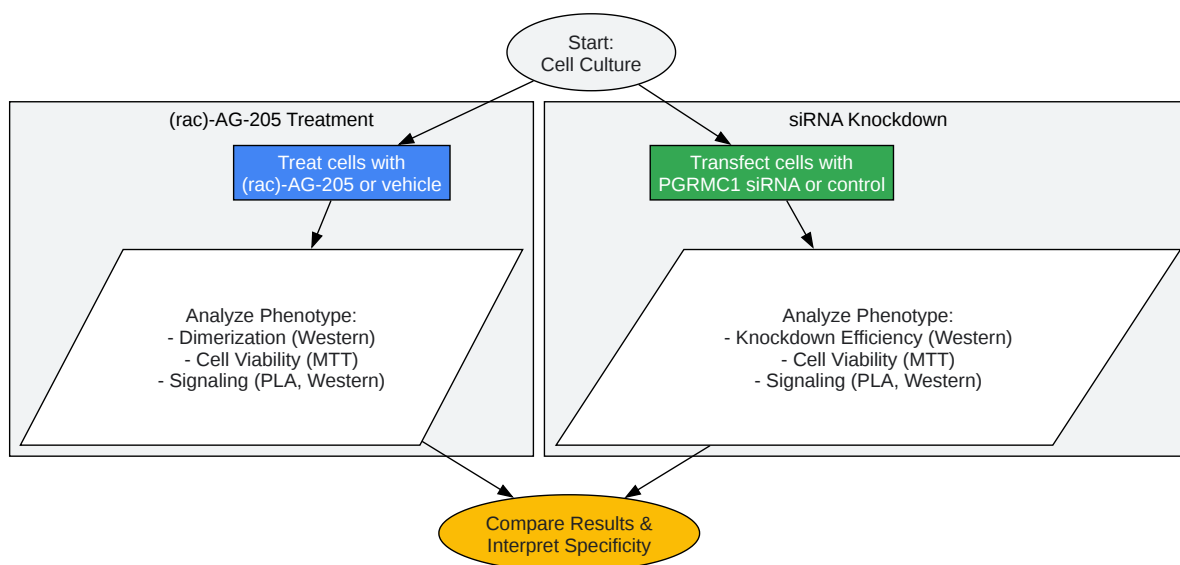 Start:
Cell Culture
(rac)-AG-205 Treatment
Treat cells with
(rac)-AG-205 or vehicle
Analyze Phenotype:
- Dimerization (Western)
- Cell Viability (MTT)
- Signaling (PLA, Western)
siRNA Knockdown
Transfect cells with
PGRMC1 siRNA or control
Analyze Phenotype:
- Knockdown Efficiency (Western)
- Cell Viability (MTT)
- Signaling (PLA, Western)
Compare Results &
Interpret Specificity